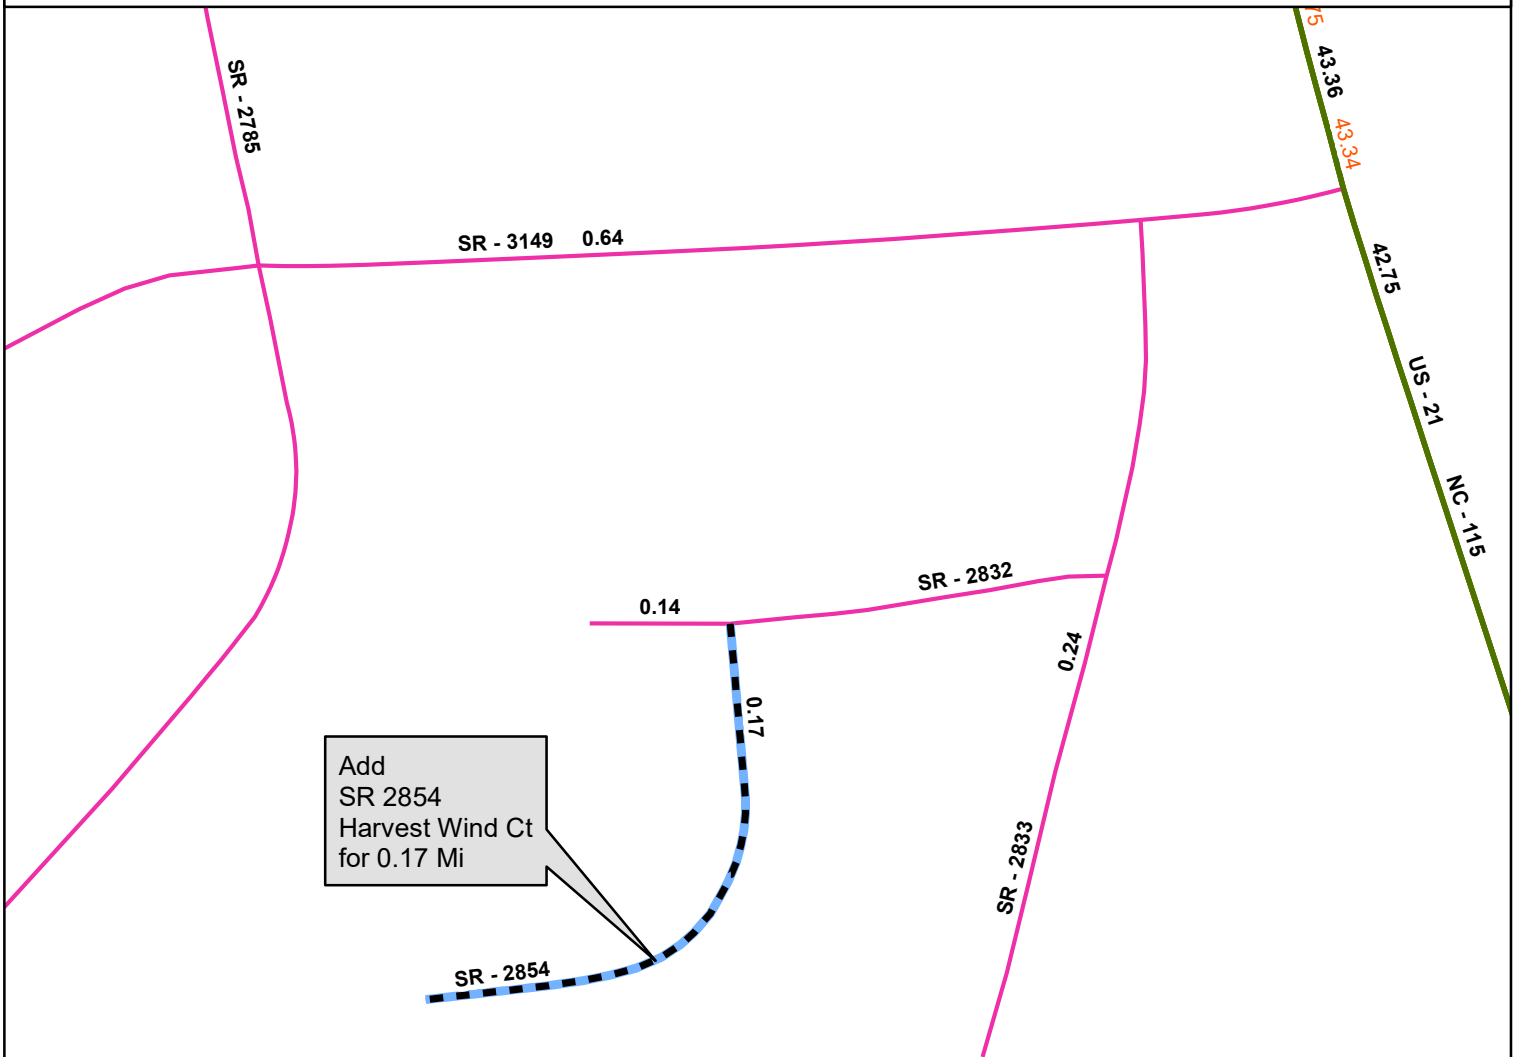 75
43.36
43.34
SR - 2785
SR - 3149 0.64
42.75
US - 21
NC - 115
SR - 2832
0.14
0.24
0.17
Add
SR 2854
Harvest Wind Ct
for 0.17 Mi
SR - 2833
SR - 2854